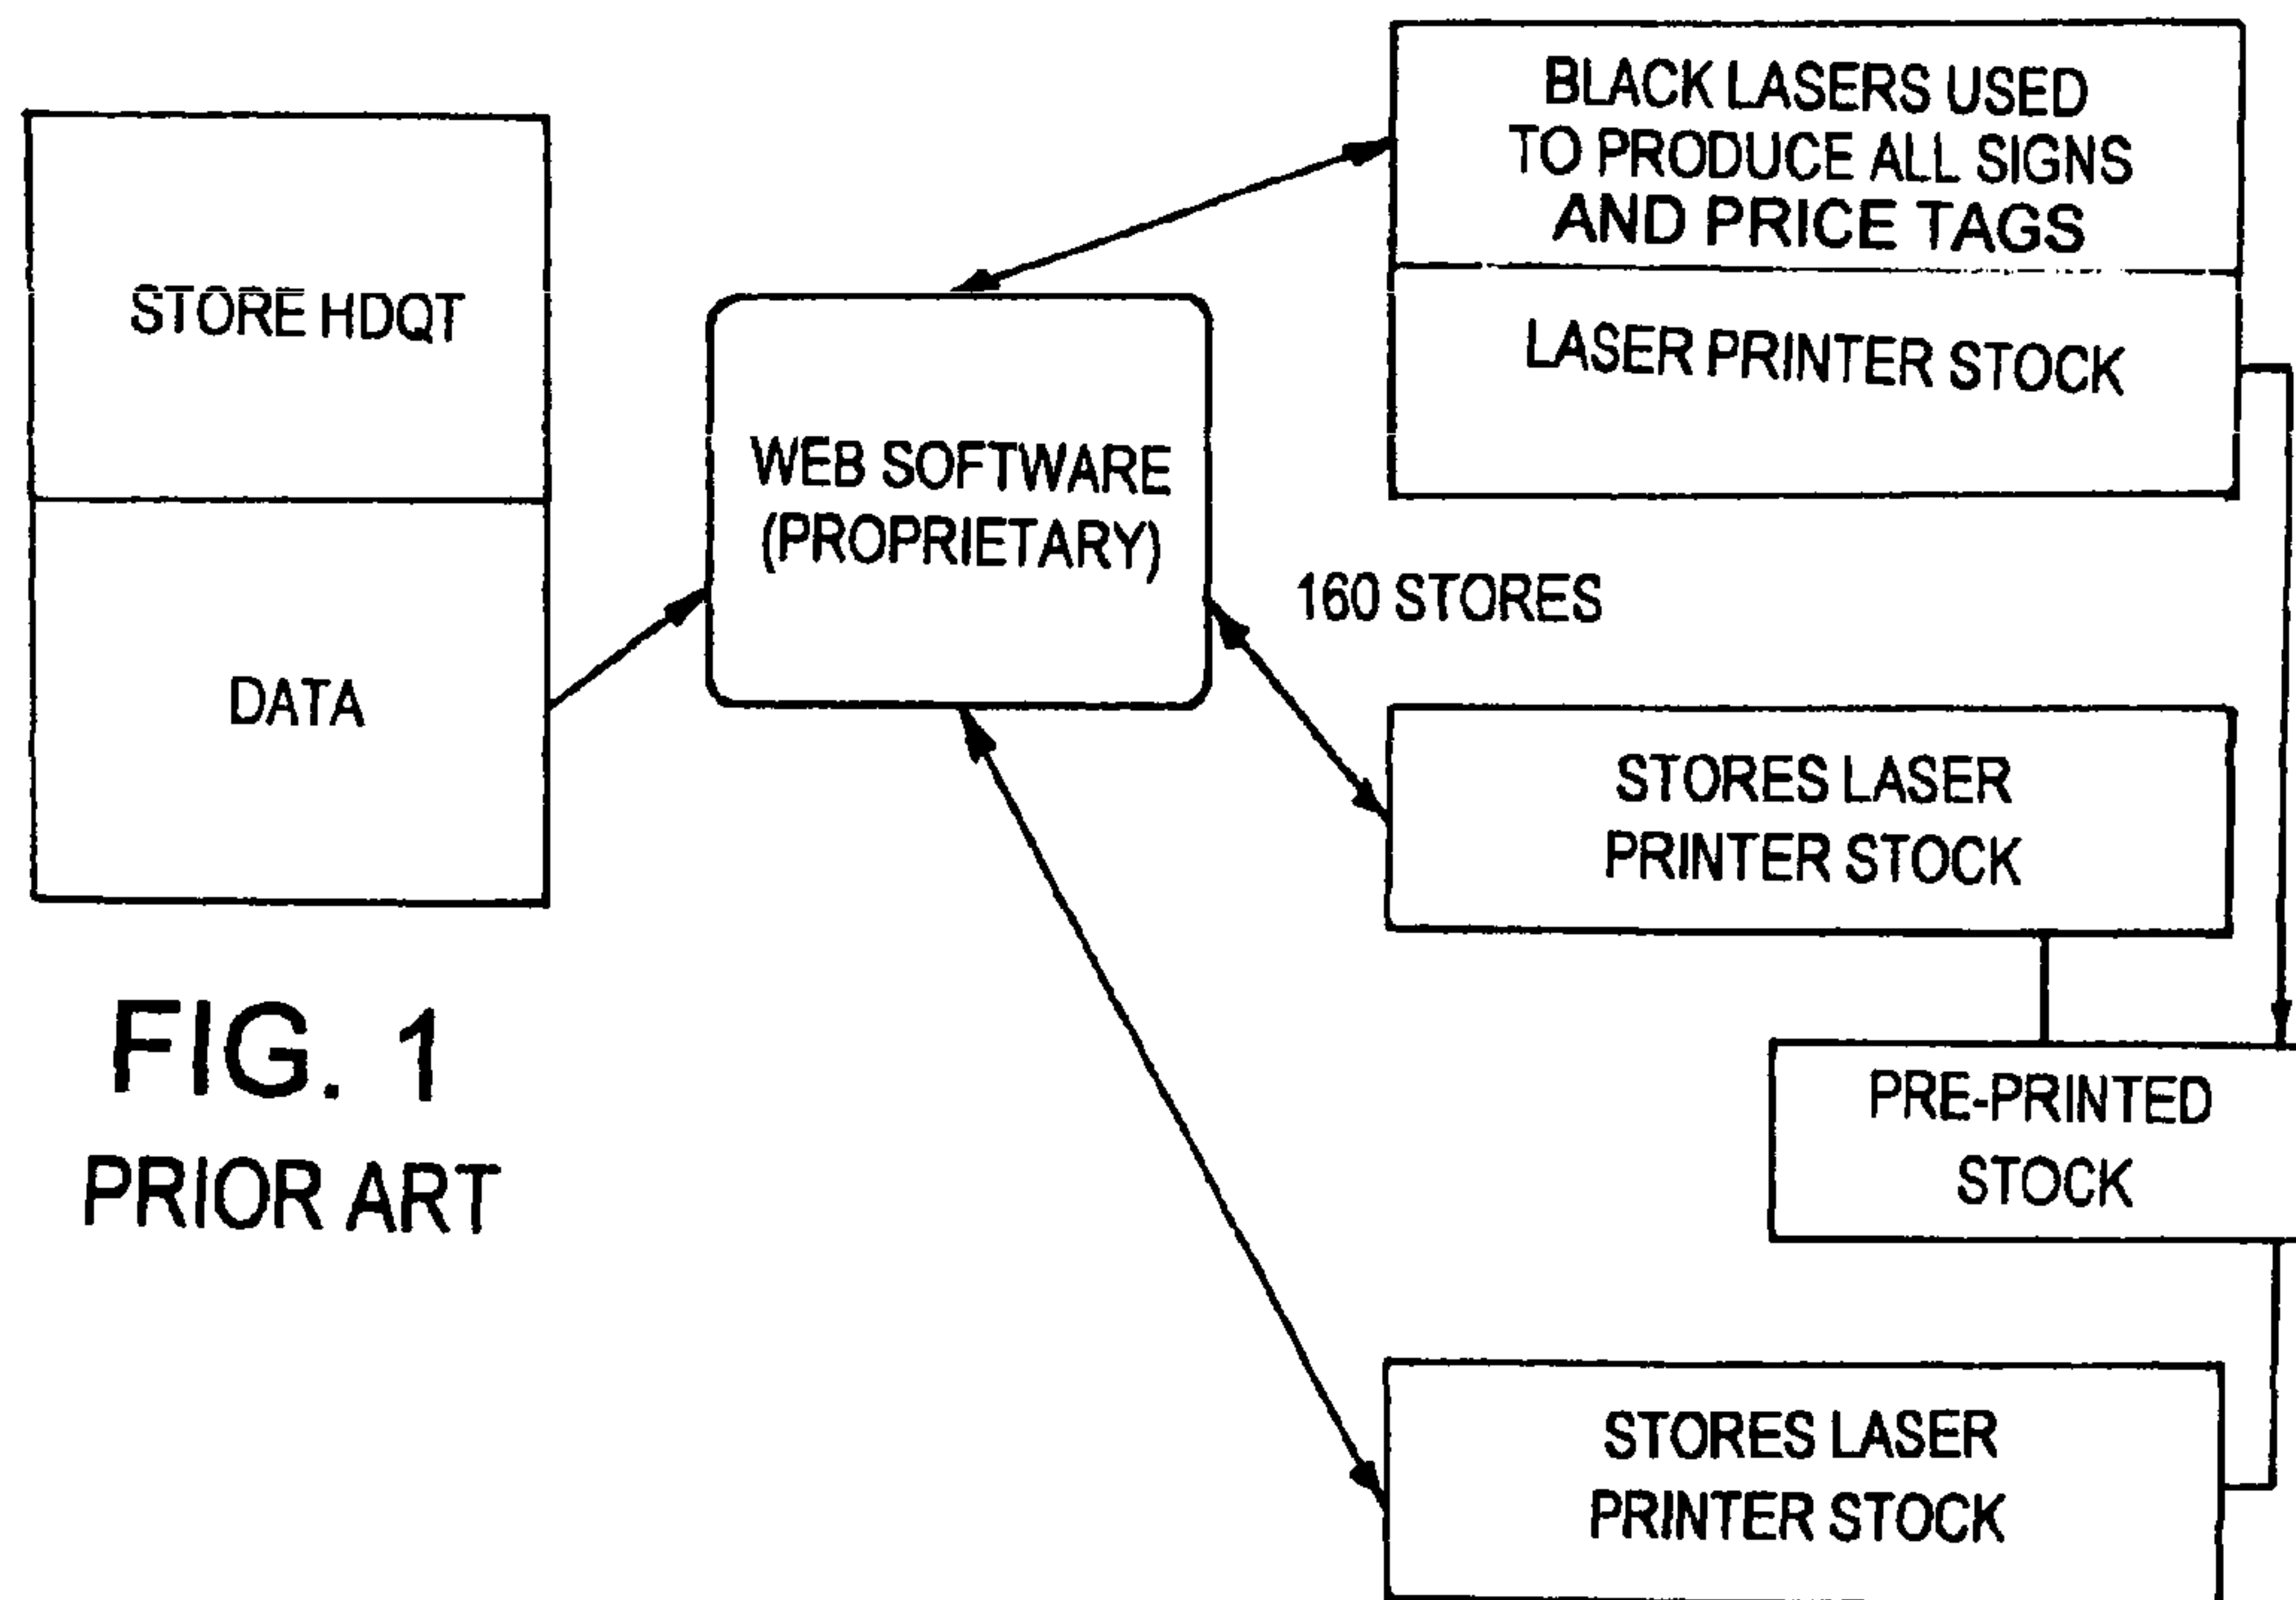 STORE HDQT
DATA
FIG. 1
PRIOR ART
WEB SOFTWARE
(PROPRIETARY)
BLACK LASERS USED
TO PRODUCE ALL SIGNS
AND PRICE TAGS
LASER PRINTER STOCK
160 STORES
STORES LASER
PRINTER STOCK
PRE-PRINTED
STOCK
STORES LASER
PRINTER STOCK